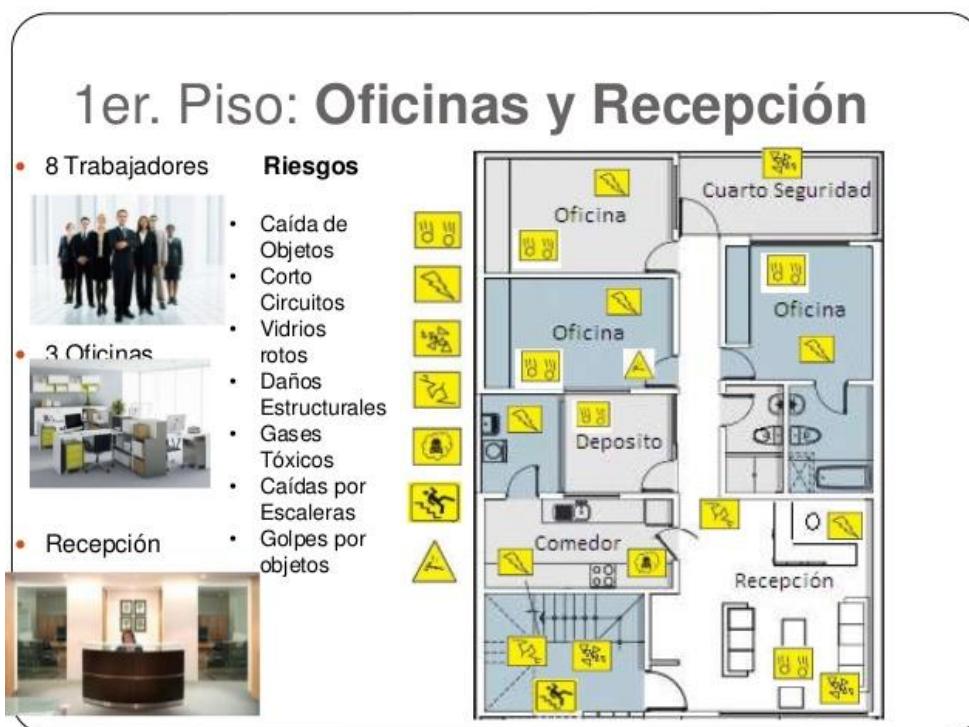 1er. Piso: Oficinas y Recepción
8 Trabajadores
3 Oficinas
Recepción
Riesgos
Caída de
Objetos
Corto
Circuitos
Vidrios
rotos
Daños
Estructurales
Gases
Tóxicos
Caídas por
Escaleras
Golpes por
objetos
Oficina
Cuarto Seguridad
Oficina
Oficina
Deposito
Comedor
Recepción